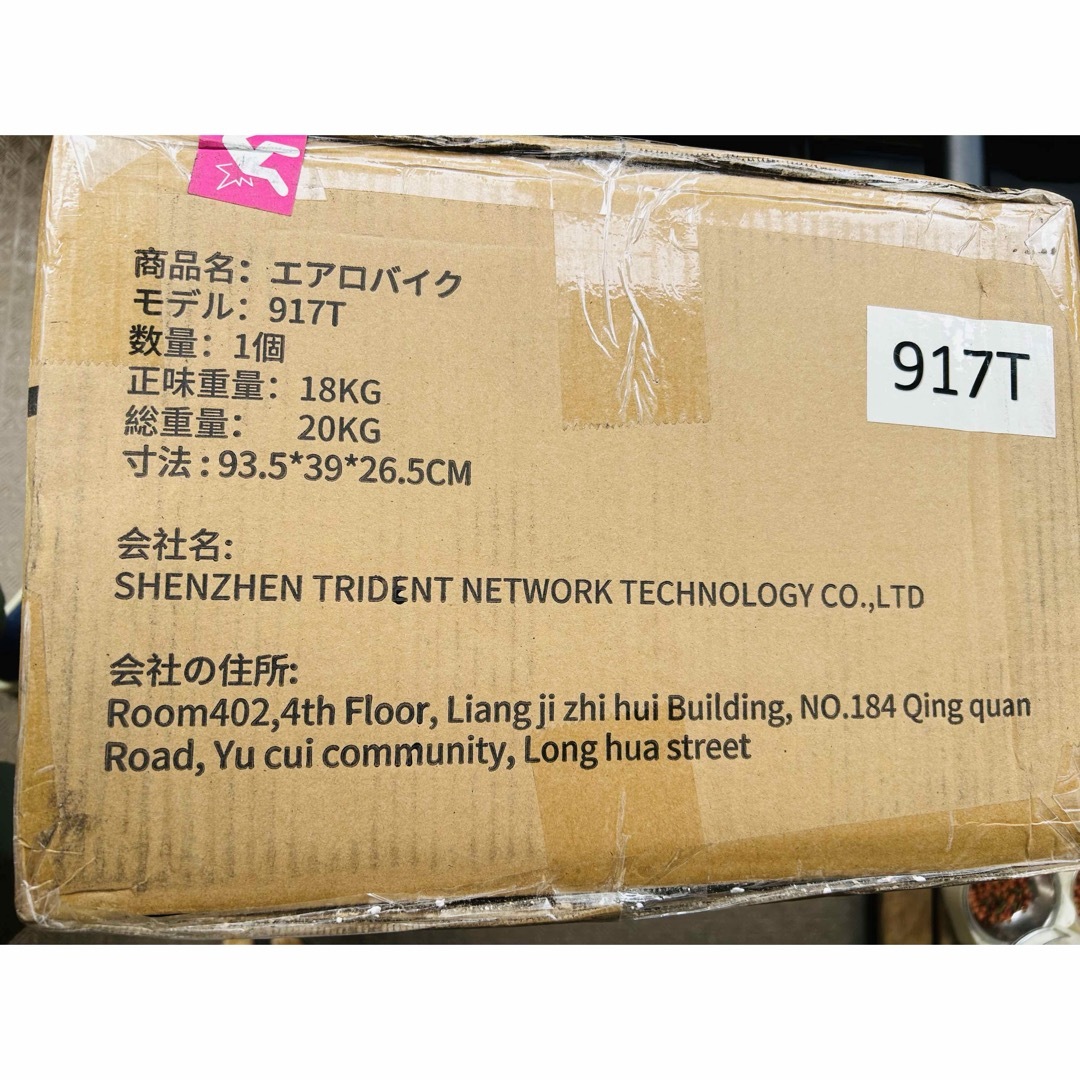 商品名: エアロバイク
モデル: 917T
数量: 1個
正味重量: 18KG
総重量: 20KG
寸法 : 93.5*39*26.5CM
917T
会社名:
SHENZHEN TRIDENT NETWORK TECHNOLOGY CO.,LTD
会社の住所:
Room402,4th Floor, Liang ji zhi hui Building, NO.184 Qing quan
Road, Yu cui community, Long hua street